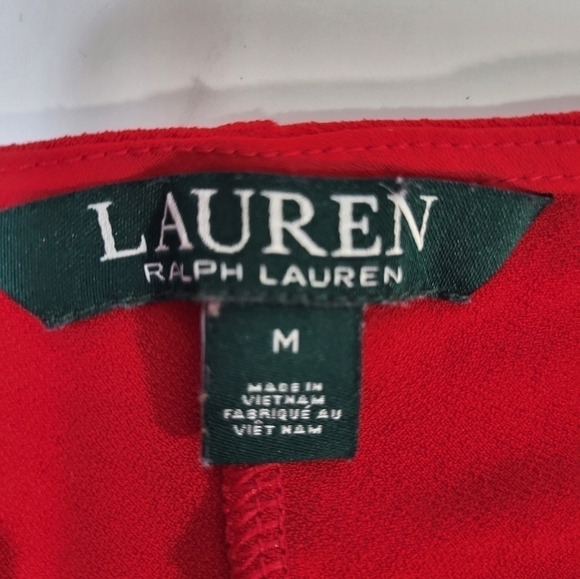 LAUREN
RALPH LAUREN
M
MADE IN
VIETNAM
FABRIQUÉ AU
VIÊT NAM